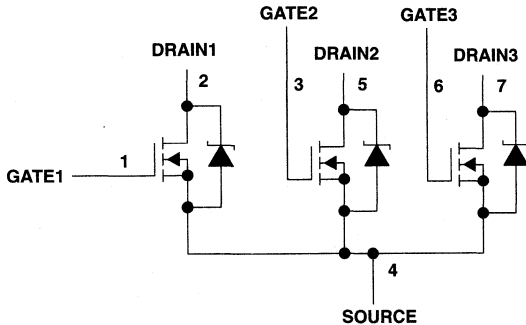 GATE2
GATE3
DRAIN1
DRAIN2
DRAIN3
2
3
5
6
7
1
GATE1
4
SOURCE